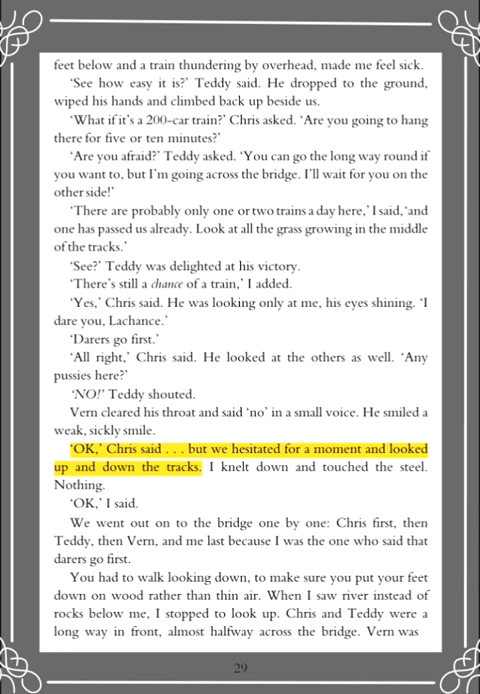 feet below and a train thundering by overhead, made me feel sick.
‘See how easy it is?’ Teddy said. He dropped to the ground,
wiped his hands and climbed back up beside us.
‘What if it’s a 200-car train?’ Chris asked. ‘Are you going to hang
there for five or ten minutes?’
‘Are you afraid?’ Teddy asked. ‘You can go the long way round if
you want to, but I’m going across the bridge. I’ll wait for you on the
other side!’
‘There are probably only one or two trains a day here,’ I said, ‘and
one has passed us already. Look at all the grass growing in the middle
of the tracks.’
‘See?’ Teddy was delighted at his victory.
‘There’s still a chance of a train,’ I added.
‘Yes,’ Chris said. He was looking only at me, his eyes shining. ‘I
dare you, Lachance.’
‘Darers go first.’
‘All right,’ Chris said. He looked at the others as well. ‘Any
pussies here?’
‘NO!’ Teddy shouted.
Vern cleared his throat and said ‘no’ in a small voice. He smiled a
weak, sickly smile.
‘OK,’ Chris said . . . but we hesitated for a moment and looked
up and down the tracks. I knelt down and touched the steel.
Nothing.
‘OK,’ I said.
We went out on to the bridge one by one: Chris first, then
Teddy, then Vern, and me last because I was the one who said that
darers go first.
You had to walk looking down, to make sure you put your feet
down on wood rather than thin air. When I saw river instead of
rocks below me, I stopped to look up. Chris and Teddy were a
long way in front, almost halfway across the bridge. Vern was
29